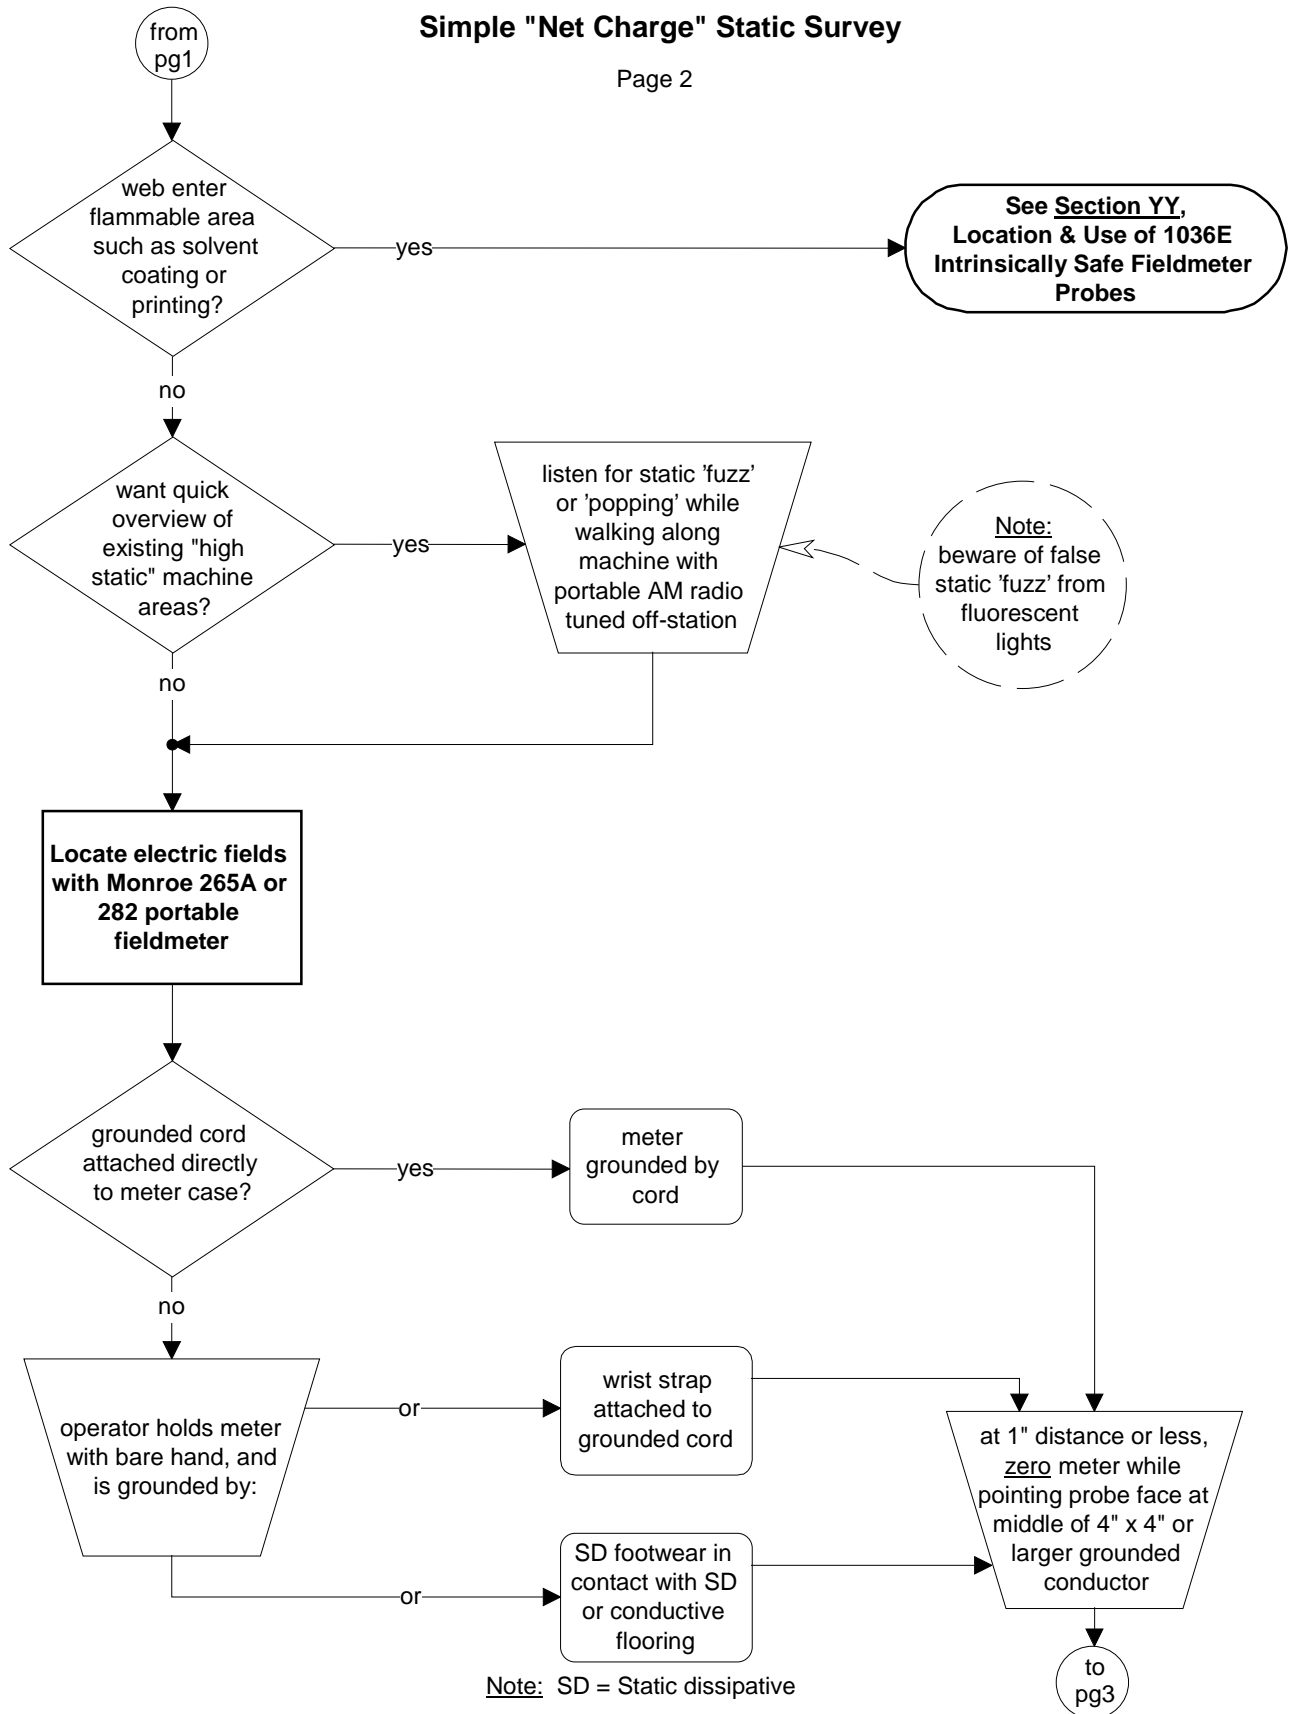 Simple "Net Charge" Static Survey
Page 2
from
pg1
web enter
flammable area
such as solvent
coating or
printing?
yes
See Section YY,
Location & Use of 1036E
Intrinsically Safe Fieldmeter
Probes
no
want quick
overview of
existing "high
static" machine
areas?
yes
listen for static 'fuzz'
or 'popping' while
walking along
machine with
portable AM radio
tuned off-station
Note:
beware of false
static 'fuzz' from
fluorescent
lights
no
Locate electric fields
with Monroe 265A or
282 portable
fieldmeter
grounded cord
attached directly
to meter case?
yes
meter
grounded by
cord
no
operator holds meter
with bare hand, and
is grounded by:
or
wrist strap
attached to
grounded cord
or
SD footwear in
contact with SD
or conductive
flooring
at 1" distance or less,
zero meter while
pointing probe face at
middle of 4" x 4" or
larger grounded
conductor
to
pg3
Note: SD = Static dissipative